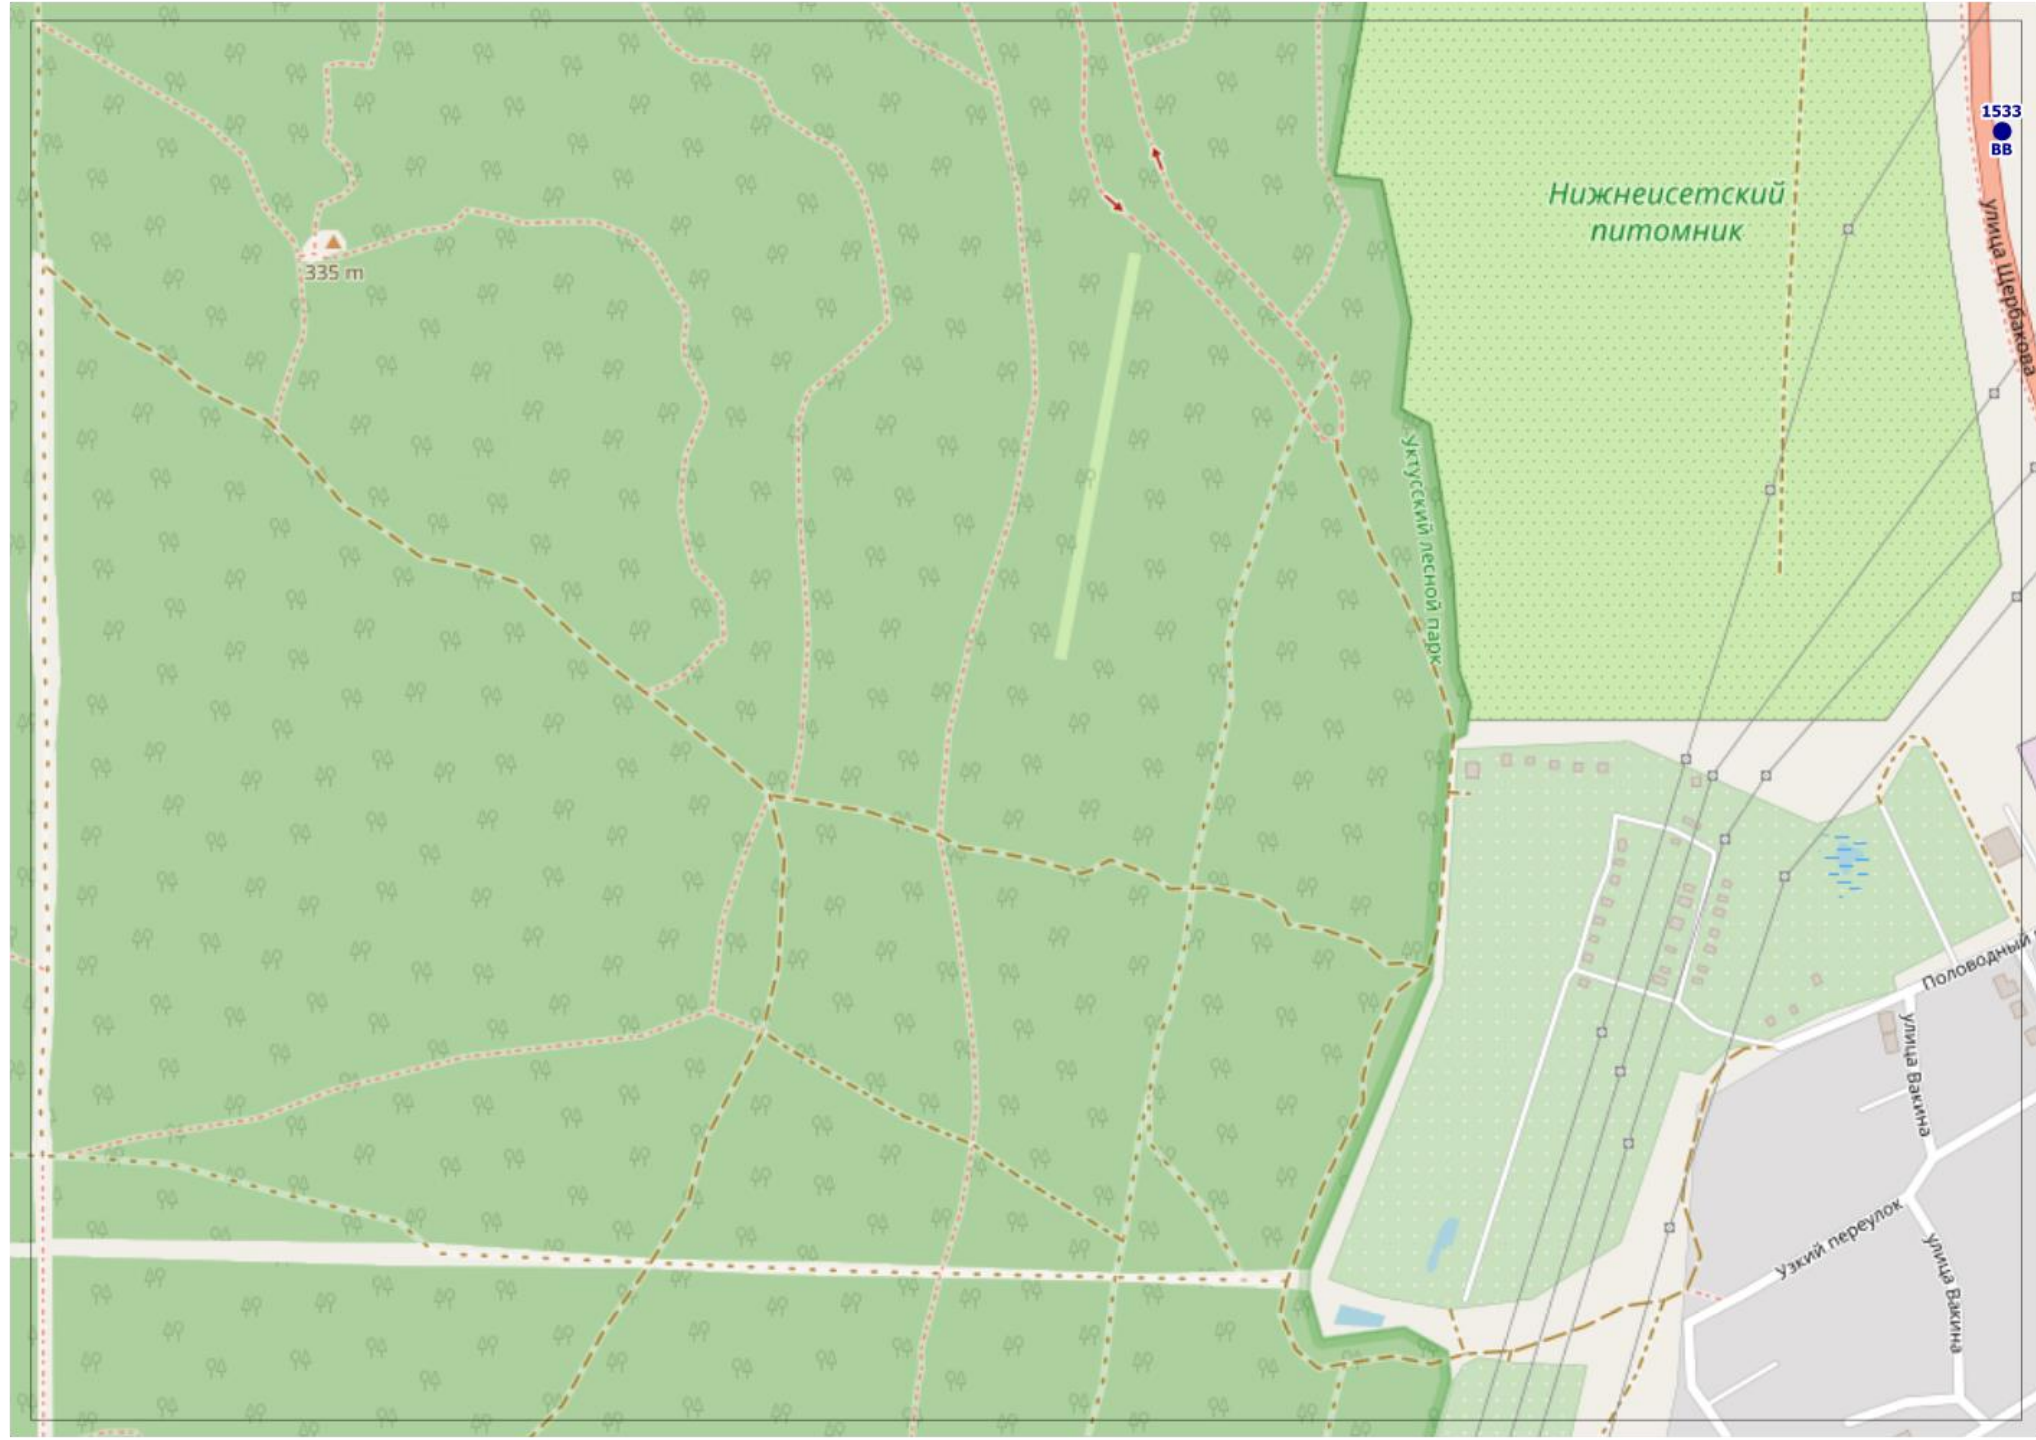 1533
BB
Нижнеисетский
питомник
улица Щербакова
335 m
Уктусский лесной парк
Половодный
улица Вакина
Узкий переулок
улица Вакина